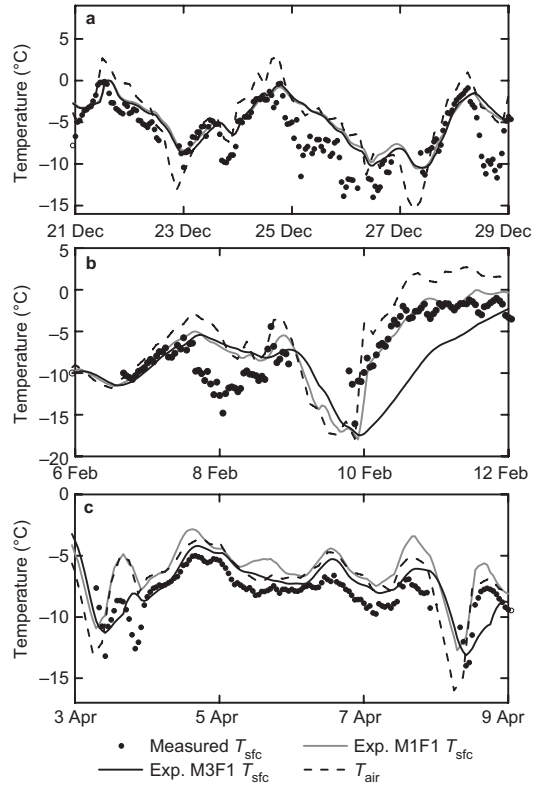 a
5
0
−5
−10
−15
Temperature (°C)
21 Dec 23 Dec 25 Dec 27 Dec 29 Dec
b
5
0
−5
−10
−15
−20
Temperature (°C)
6 Feb 8 Feb 10 Feb 12 Feb
c
0
−5
−10
−15
Temperature (°C)
3 Apr 5 Apr 7 Apr 9 Apr
Measured Tsfc Exp. M1F1 Tsfc
Exp. M3F1 Tsfc Tair